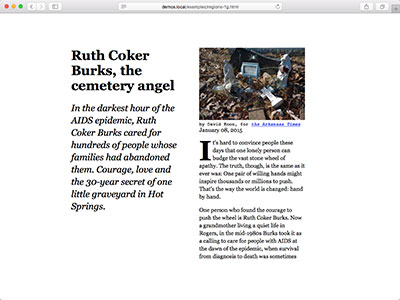 demos.local/examples/regions-1g.html
Ruth Coker
Burks, the
cemetery angel
In the darkest hour of the
AIDS epidemic, Ruth
Coker Burks cared for
hundreds of people whose
families had abandoned
them. Courage, love and
the 30-year secret of one
little graveyard in Hot
Springs.
by David Koon, for the Arkansas Times
January 08, 2015
It's hard to convince people these
days that one lonely person can
budge the vast stone wheel of
apathy. The truth, though, is the same as it
ever was: One pair of willing hands might
inspire thousands or millions to push.
That's the way the world is changed: hand
by hand.
One person who found the courage to
push the wheel is Ruth Coker Burks. Now
a grandmother living a quiet life in
Rogers, in the mid-1980s Burks took it as
a calling to care for people with AIDS at
the dawn of the epidemic, when survival
from diagnosis to death was sometimes